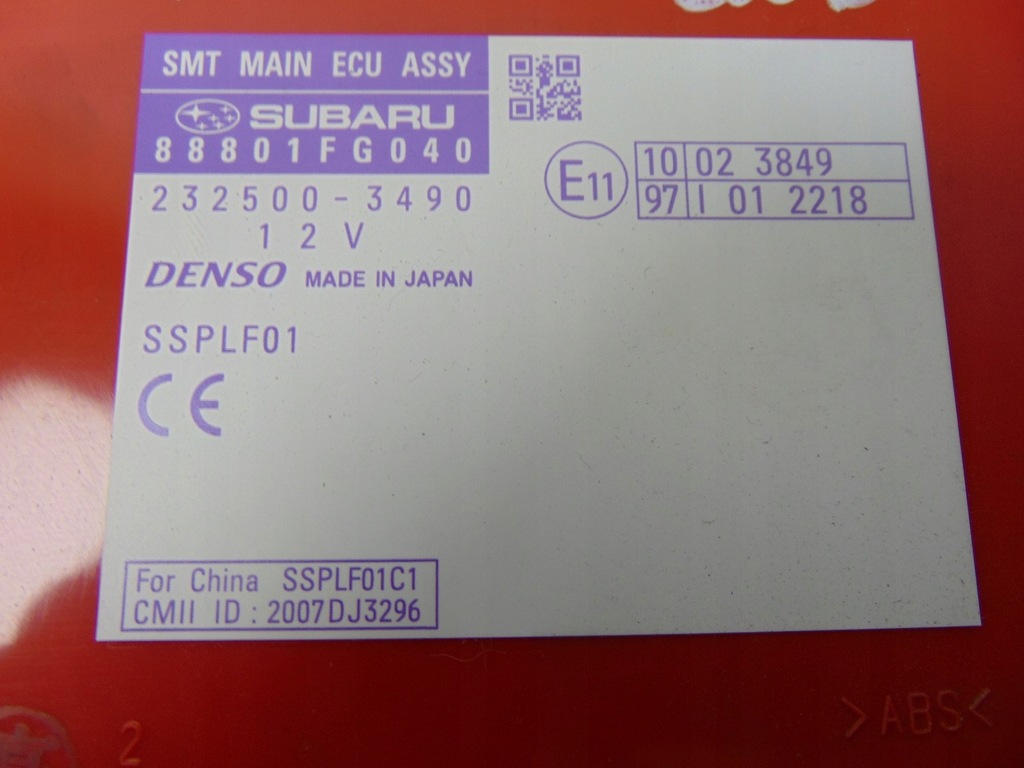 SMT MAIN ECU ASSY
SUBARU
88801FG040
232500-3490
12V
DENSO MADE IN JAPAN
SSPLF01
CE
E11
10 02 3849
97 I 01 2218
For China SSPLF01C1
CMII ID : 2007DJ3296
2
>ABS<